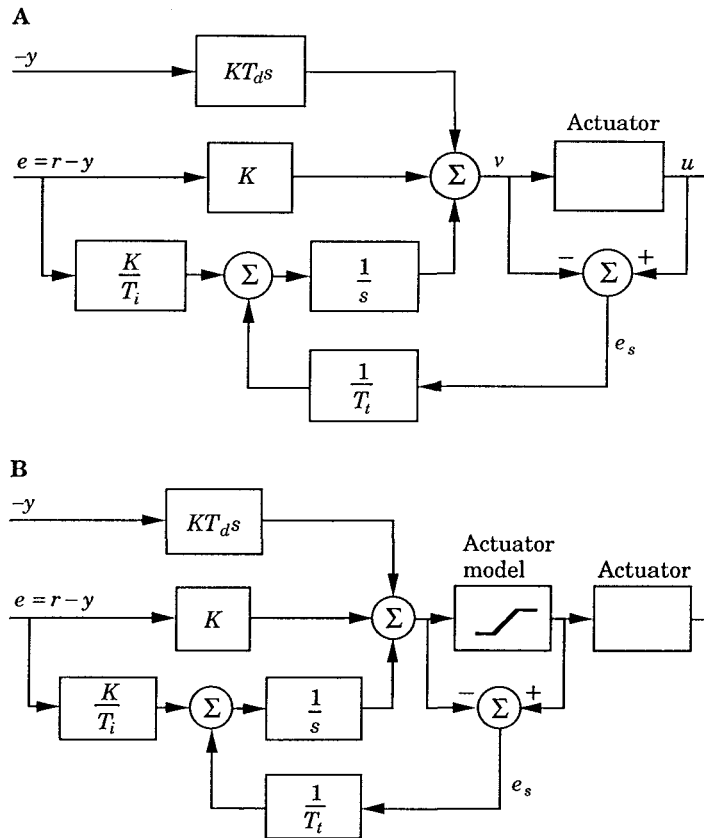 A
–y
KT_d s
e = r – y
K
Actuator
Σ
v
u
K/T_i
Σ
1/s
–
Σ
+
e_s
1/T_t
B
–y
KT_d s
Actuator model
Actuator
e = r – y
K
Σ
K/T_i
Σ
1/s
–
Σ
+
e_s
1/T_t